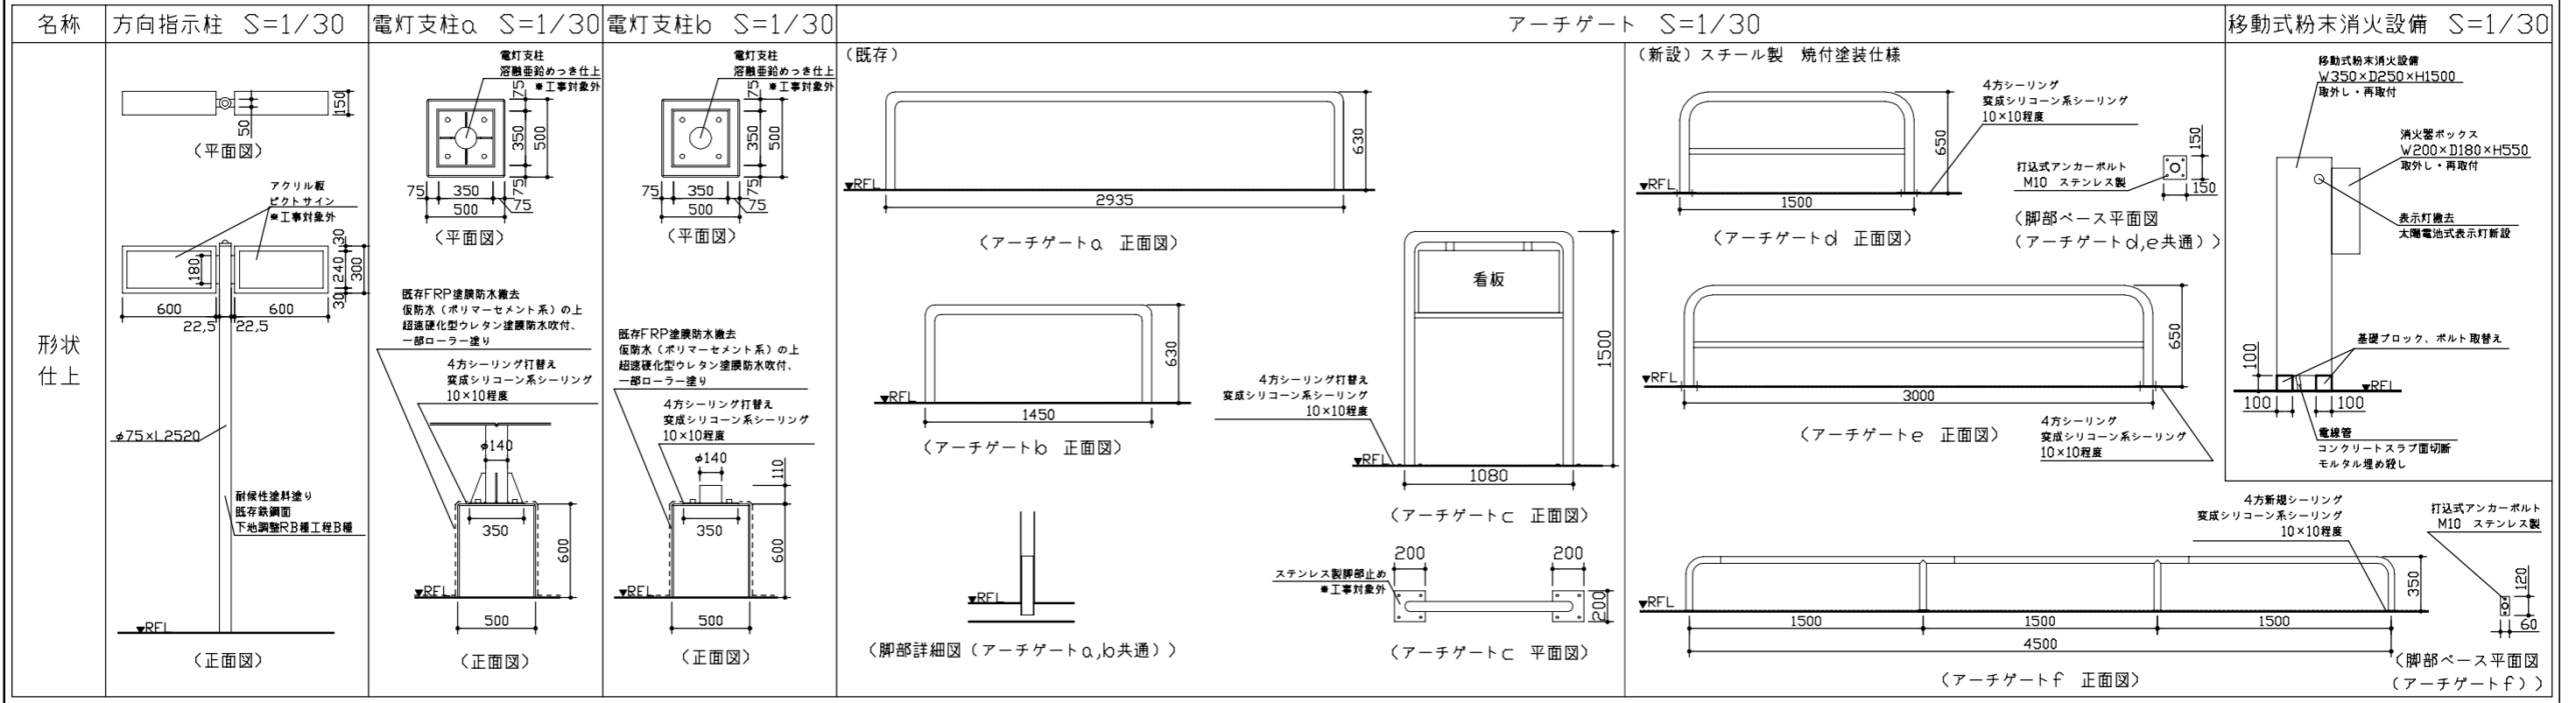 名称
方向指示柱 S=1/30
電灯支柱a S=1/30
電灯支柱b S=1/30
アーチゲート S=1/30
移動式粉末消火設備 S=1/30
形状
仕上
150
50
(平面図)
アクリル板
ピクトサイン
※工事対象外
30
240
300
30
180
600
22,5
22,5
600
φ75×L2520
耐候性塗料塗り
既存鉄鋼面
下地調整RB種工程B種
▼RFL
(正面図)
電灯支柱
溶融亜鉛めっき仕上
※工事対象外
75
350
500
75
75
350
75
500
(平面図)
既存FRP塗膜防水撤去
仮防水(ポリマーセメント系)の上
超速硬化型ウレタン塗膜防水吹付、
一部ローラー塗り
4方シーリング打替え
変成シリコーン系シーリング
10×10程度
φ140
350
600
▼RFL
500
(正面図)
電灯支柱
溶融亜鉛めっき仕上
※工事対象外
75
350
500
75
75
350
75
500
(平面図)
既存FRP塗膜防水撤去
仮防水(ポリマーセメント系)の上
超速硬化型ウレタン塗膜防水吹付、
一部ローラー塗り
4方シーリング打替え
変成シリコーン系シーリング
10×10程度
φ140
110
350
600
▼RFL
500
(正面図)
(既存)
630
▼RFL
2935
(アーチゲートa 正面図)
630
▼RFL
1450
(アーチゲートb 正面図)
▼RFL
(脚部詳細図(アーチゲートa,b共通))
看板
1500
4方シーリング打替え
変成シリコーン系シーリング
10×10程度
▼RFL
1080
(アーチゲートc 正面図)
200
200
ステンレス製脚部止め
※工事対象外
200
(アーチゲートc 平面図)
(新設)スチール製 焼付塗装仕様
4方シーリング
変成シリコーン系シーリング
10×10程度
650
▼RFL
1500
(アーチゲートd 正面図)
打込式アンカーボルト
M10 ステンレス製
150
150
(脚部ベース平面図
(アーチゲートd,e共通))
650
▼RFL
3000
(アーチゲートe 正面図)
4方シーリング
変成シリコーン系シーリング
10×10程度
4方新規シーリング
変成シリコーン系シーリング
10×10程度
350
▼RFL
1500
1500
1500
4500
(アーチゲートf 正面図)
打込式アンカーボルト
M10 ステンレス製
120
60
(脚部ベース平面図
(アーチゲートf))
移動式粉末消火設備
W350×D250×H1500
取外し・再取付
消火器ボックス
W200×D180×H550
取外し・再取付
表示灯撤去
太陽電池式表示灯新設
基礎ブロック、ボルト取替え
100
▼RFL
100
100
電線管
コンクリートスラブ面切断
モルタル埋め殺し